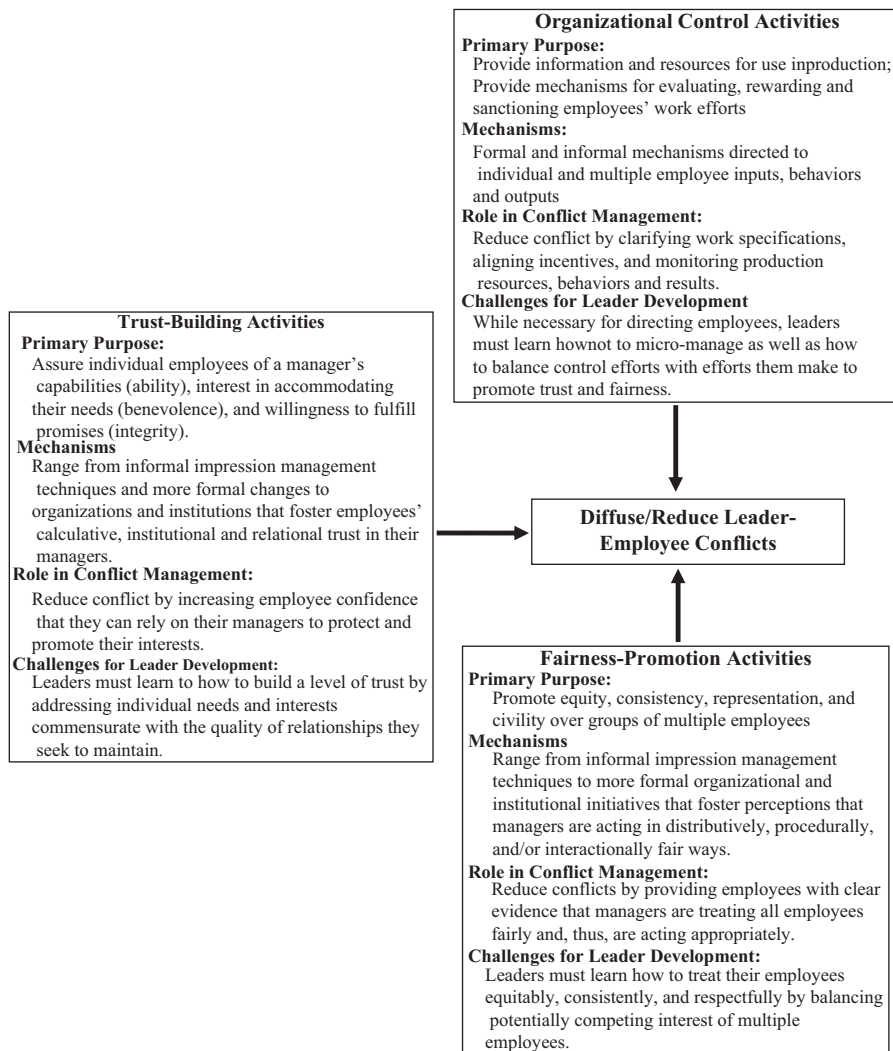 Organizational Control Activities
Primary Purpose:
Provide information and resources for use inproduction;
Provide mechanisms for evaluating, rewarding and
sanctioning employees’ work efforts
Mechanisms:
Formal and informal mechanisms directed to
individual and multiple employee inputs, behaviors
and outputs
Role in Conflict Management:
Reduce conflict by clarifying work specifications,
aligning incentives, and monitoring production
resources, behaviors and results.
Challenges for Leader Development
While necessary for directing employees, leaders
must learn hownot to micro-manage as well as how
to balance control efforts with efforts them make to
promote trust and fairness.
Trust-Building Activities
Primary Purpose:
Assure individual employees of a manager’s
capabilities (ability), interest in accommodating
their needs (benevolence), and willingness to fulfill
promises (integrity).
Mechanisms
Range from informal impression management
techniques and more formal changes to
organizations and institutions that foster employees’
calculative, institutional and relational trust in their
managers.
Role in Conflict Management:
Reduce conflict by increasing employee confidence
that they can rely on their managers to protect and
promote their interests.
Challenges for Leader Development:
Leaders must learn to how to build a level of trust by
addressing individual needs and interests
commensurate with the quality of relationships they
seek to maintain.
Diffuse/Reduce Leader-
Employee Conflicts
Fairness-Promotion Activities
Primary Purpose:
Promote equity, consistency, representation, and
civility over groups of multiple employees
Mechanisms
Range from informal impression management
techniques to more formal organizational and
institutional initiatives that foster perceptions that
managers are acting in distributively, procedurally,
and/or interactionally fair ways.
Role in Conflict Management:
Reduce conflicts by providing employees with clear
evidence that managers are treating all employees
fairly and, thus, are acting appropriately.
Challenges for Leader Development:
Leaders must learn how to treat their employees
equitably, consistently, and respectfully by balancing
potentially competing interest of multiple
employees.